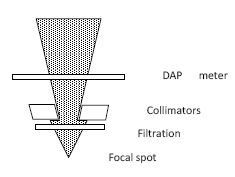 DAP meter
Collimators
Filtration
Focal spot